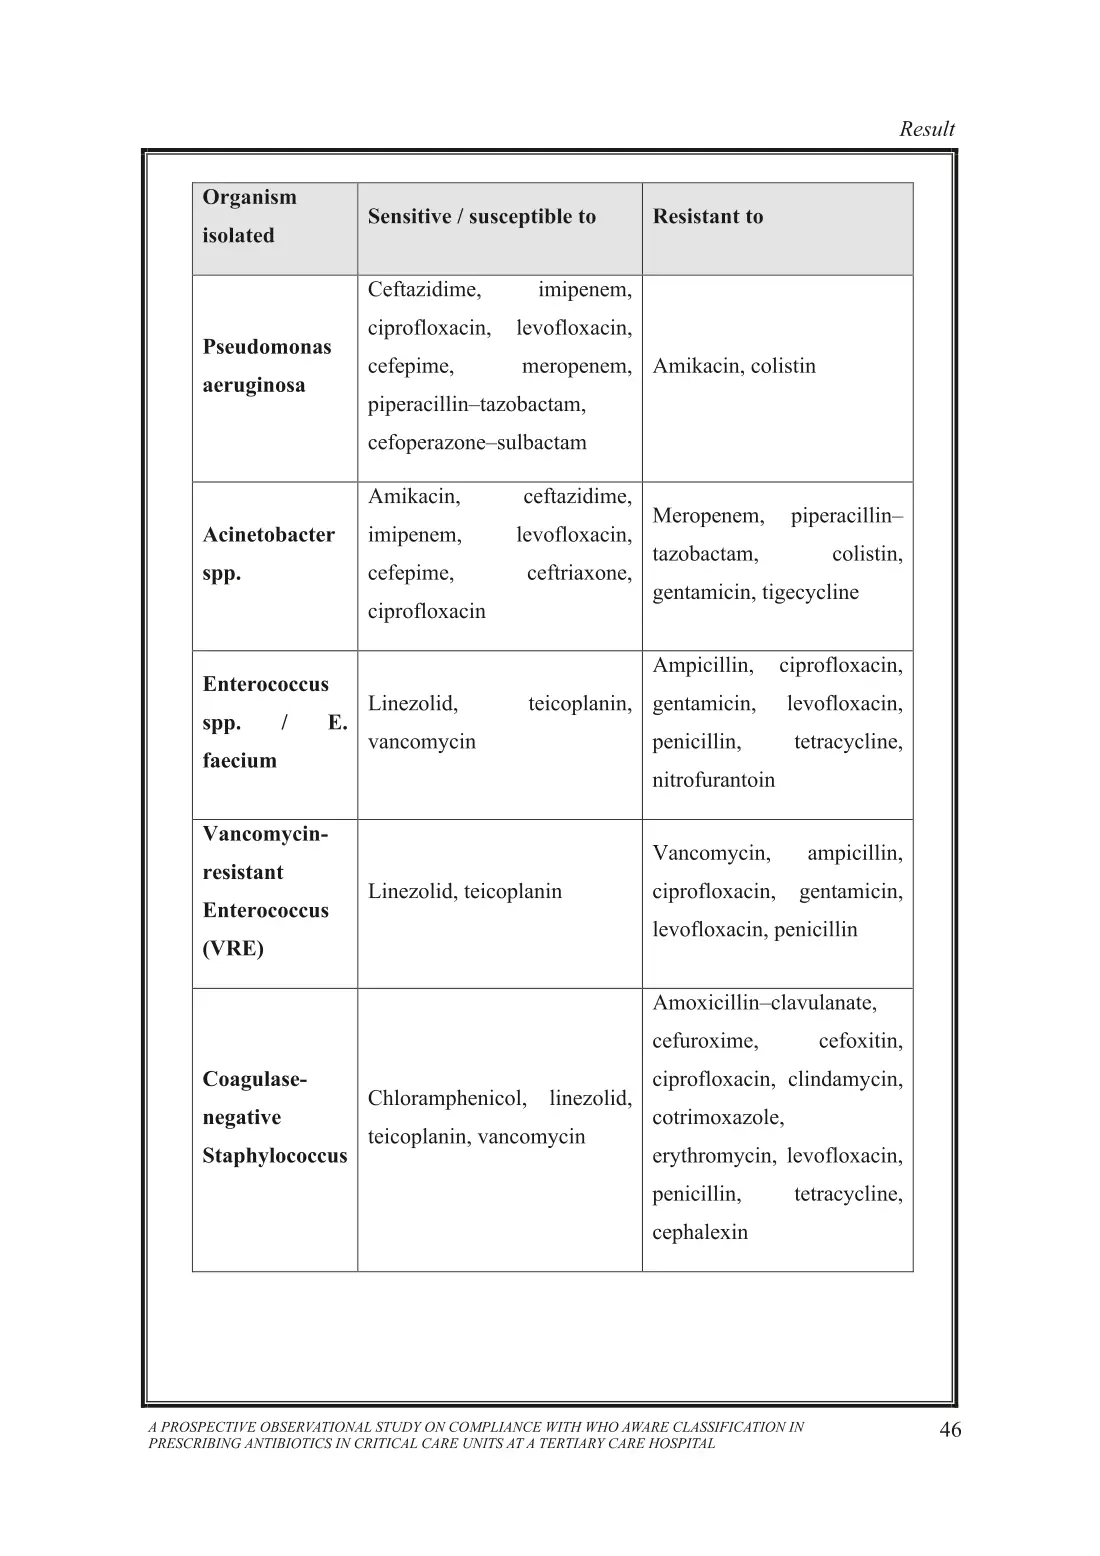 Result
Organism
isolated
Sensitive / susceptible to
Resistant to
Pseudomonas
aeruginosa
Ceftazidime, imipenem,
ciprofloxacin, levofloxacin,
cefepime, meropenem,
piperacillin–tazobactam,
cefoperazone–sulbactam
Amikacin, colistin
Acinetobacter
spp.
Amikacin, ceftazidime,
imipenem, levofloxacin,
cefepime, ceftriaxone,
ciprofloxacin
Meropenem, piperacillin–
tazobactam, colistin,
gentamicin, tigecycline
Enterococcus
spp. / E.
faecium
Linezolid, teicoplanin,
vancomycin
Ampicillin, ciprofloxacin,
gentamicin, levofloxacin,
penicillin, tetracycline,
nitrofurantoin
Vancomycin-
resistant
Enterococcus
(VRE)
Linezolid, teicoplanin
Vancomycin, ampicillin,
ciprofloxacin, gentamicin,
levofloxacin, penicillin
Coagulase-
negative
Staphylococcus
Chloramphenicol, linezolid,
teicoplanin, vancomycin
Amoxicillin–clavulanate,
cefuroxime, cefoxitin,
ciprofloxacin, clindamycin,
cotrimoxazole,
erythromycin, levofloxacin,
penicillin, tetracycline,
cephalexin
A PROSPECTIVE OBSERVATIONAL STUDY ON COMPLIANCE WITH WHO AWARE CLASSIFICATION IN
PRESCRIBING ANTIBIOTICS IN CRITICAL CARE UNITS AT A TERTIARY CARE HOSPITAL
46